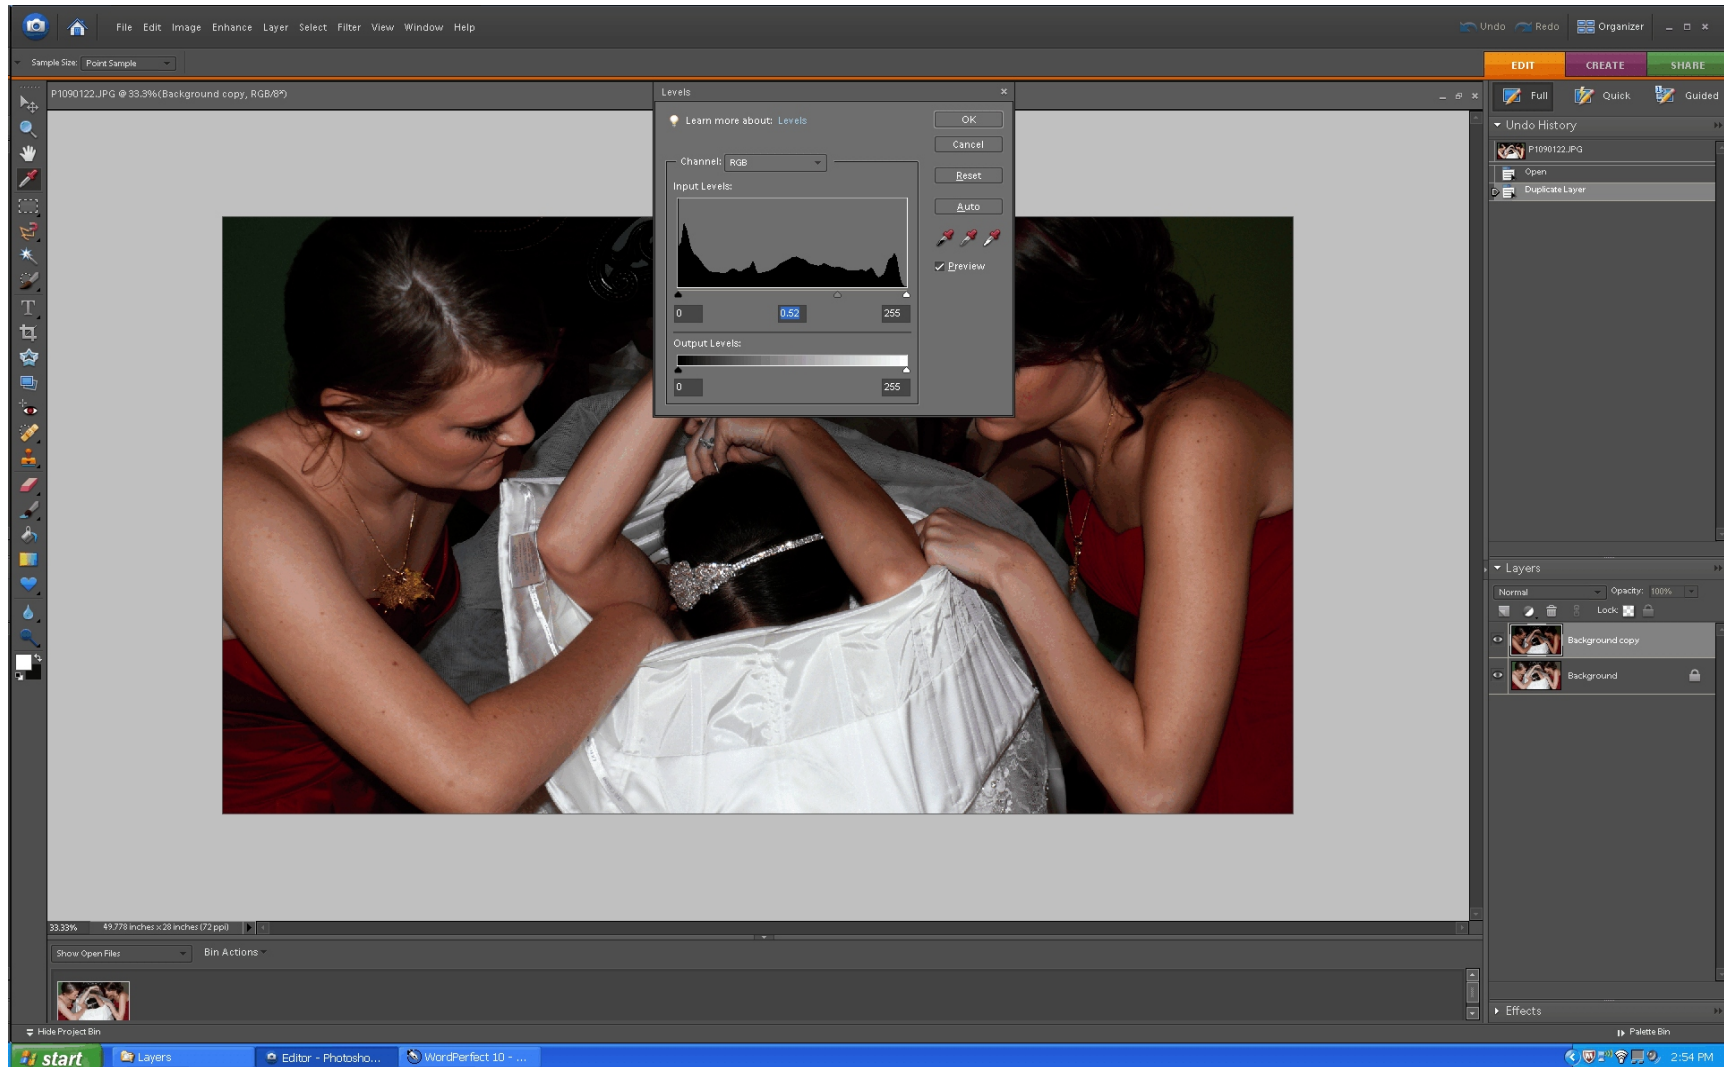 File Edit Image Enhance Layer Select Filter View Window Help
Undo Redo Organizer
Sample Size: Point Sample
EDIT CREATE SHARE
P1090122.JPG @ 33.3%(Background copy, RGB/8*)
Full Quick Guided
Levels
Learn more about: Levels
OK
Cancel
Channel: RGB
Reset
Input Levels:
Auto
Preview
0 0.52 255
Output Levels:
0 255
Undo History
P1090122.JPG
Open
Duplicate Layer
Layers
Normal Opacity: 100%
Lock:
Background copy
Background
33.33% 49.778 inches x 28 inches (72 ppi)
Show Open Files Bin Actions
Effects
Hide Project Bin
Palette Bin
start Layers Editor - Photosho... WordPerfect 10 - ... 2:54 PM